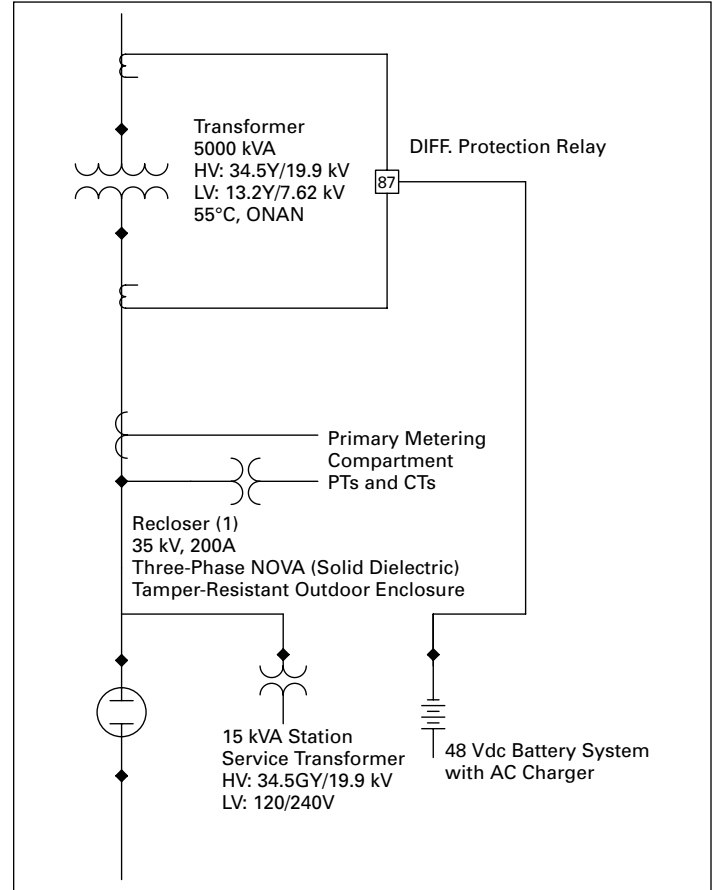 Transformer
5000 kVA
HV: 34.5Y/19.9 kV
LV: 13.2Y/7.62 kV
55°C, ONAN
DIFF. Protection Relay
87
Primary Metering
Compartment
PTs and CTs
Recloser (1)
35 kV, 200A
Three-Phase NOVA (Solid Dielectric)
Tamper-Resistant Outdoor Enclosure
15 kVA Station
Service Transformer
HV: 34.5GY/19.9 kV
LV: 120/240V
48 Vdc Battery System
with AC Charger